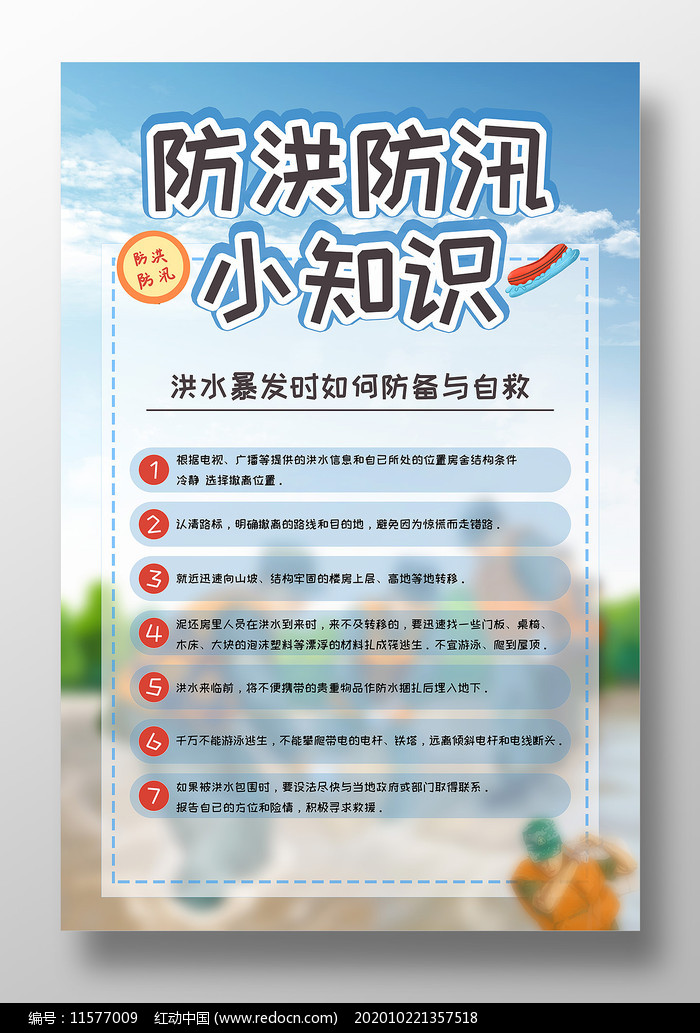 防洪防汛
小知识
防洪
防汛
洪水暴发时如何防备与自救
1
根据电视、广播等提供的洪水信息和自己所处的位置房舍结构条件
冷静 选择撤离位置.
2
认清路标，明确撤离的路线和目的地，避免因为惊慌而走错路.
3
就近迅速向山坡、结构牢固的楼房上层、高地等地转移.
4
泥坯房里人员在洪水到来时，来不及转移的，要迅速找一些门板、桌椅、
木床、大块的泡沫塑料等漂浮的材料扎成筏逃生. 不宜游泳、爬到屋顶.
5
洪水来临前，将不便携带的贵重物品作防水捆扎后埋入地下.
6
千万不能游泳逃生，不能攀爬带电的电杆、铁塔，远离倾斜电杆和电线断头.
7
如果被洪水包围时，要设法尽快与当地政府或部门取得联系.
报告自己的方位和险情，积极寻求救援.
编号：11577009 红动中国 (www.redocn.com) 202010221357518